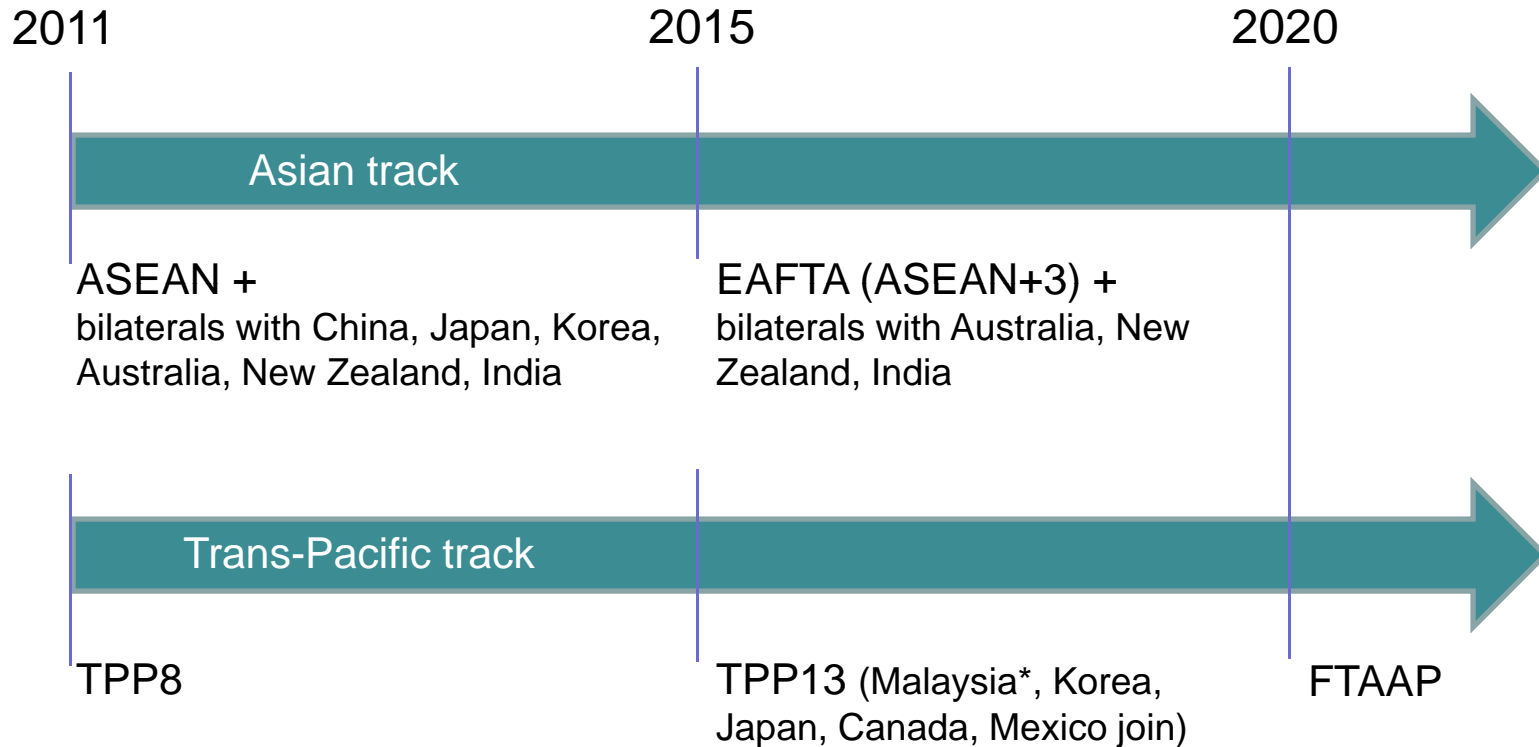 2011
2015
2020
Asian track
ASEAN +
bilaterals with China, Japan, Korea,
Australia, New Zealand, India
EAFTA (ASEAN+3) +
bilaterals with Australia, New
Zealand, India
Trans-Pacific track
TPP8
TPP13 (Malaysia*, Korea,
Japan, Canada, Mexico join)
FTAAP